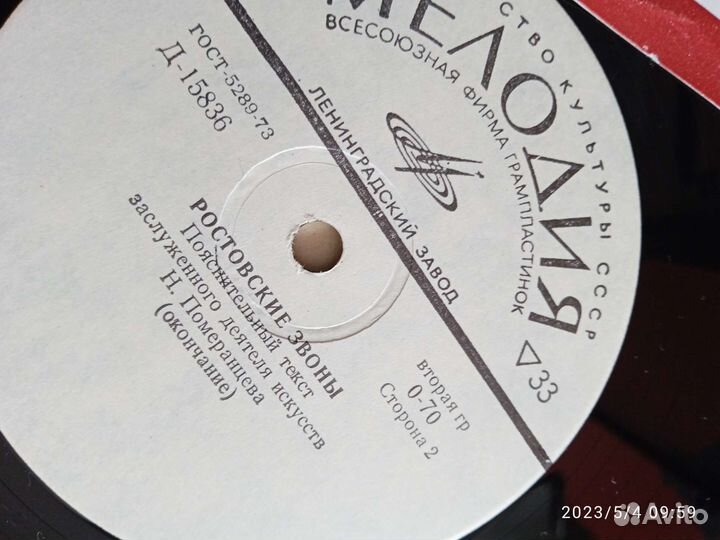 СТВО КУЛЬТУРЫ СССР
МЕЛОДИЯ
ВСЕСОЮЗНАЯ ФИРМА ГРАМПЛАСТИНОК
ЛЕНИНГРАДСКИЙ ЗАВОД
ГОСТ-5289-73
Д-15836
33
вторая гр
0-70
Сторона 2
РОСТОВСКИЕ ЗВОНЫ
Пояснительный текст
заслуженного деятеля искусств
Н. Померанцева
(окончание)
2023/5/4 09:59
Avito